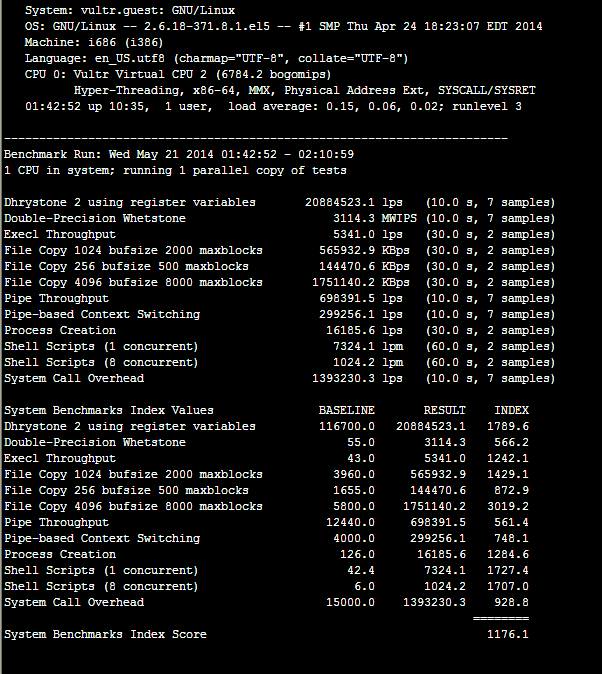 System: vultr.guest: GNU/Linux
OS: GNU/Linux -- 2.6.18-371.8.1.el5 -- #1 SMP Thu Apr 24 18:23:07 EDT 2014
Machine: i686 (i386)
Language: en_US.utf8 (charmap="UTF-8", collate="UTF-8")
CPU 0: Vultr Virtual CPU 2 (6784.2 bogomips)
Hyper-Threading, x86-64, MMX, Physical Address Ext, SYSCALL/SYSRET
01:42:52 up 10:35,  1 user,  load average: 0.15, 0.06, 0.02; runlevel 3
------------------------------------------------------------------------
Benchmark Run: Wed May 21 2014 01:42:52 - 02:10:59
1 CPU in system; running 1 parallel copy of tests
Dhrystone 2 using register variables       20884523.1 lps   (10.0 s, 7 samples)
Double-Precision Whetstone                     3114.3 MWIPS (10.0 s, 7 samples)
Execl Throughput                               5341.0 lps   (30.0 s, 2 samples)
File Copy 1024 bufsize 2000 maxblocks        565932.9 KBps  (30.0 s, 2 samples)
File Copy 256 bufsize 500 maxblocks          144470.6 KBps  (30.0 s, 2 samples)
File Copy 4096 bufsize 8000 maxblocks       1751140.2 KBps  (30.0 s, 2 samples)
Pipe Throughput                              698391.5 lps   (10.0 s, 7 samples)
Pipe-based Context Switching                 299256.1 lps   (10.0 s, 7 samples)
Process Creation                              16185.6 lps   (30.0 s, 2 samples)
Shell Scripts (1 concurrent)                   7324.1 lpm   (60.0 s, 2 samples)
Shell Scripts (8 concurrent)                   1024.2 lpm   (60.0 s, 2 samples)
System Call Overhead                        1393230.3 lps   (10.0 s, 7 samples)
System Benchmarks Index Values               BASELINE       RESULT    INDEX
Dhrystone 2 using register variables         116700.0   20884523.1   1789.6
Double-Precision Whetstone                       55.0       3114.3    566.2
Execl Throughput                                 43.0       5341.0   1242.1
File Copy 1024 bufsize 2000 maxblocks          3960.0     565932.9   1429.1
File Copy 256 bufsize 500 maxblocks            1655.0     144470.6    872.9
File Copy 4096 bufsize 8000 maxblocks          5800.0    1751140.2   3019.2
Pipe Throughput                               12440.0     698391.5    561.4
Pipe-based Context Switching                   4000.0     299256.1    748.1
Process Creation                                126.0      16185.6   1284.6
Shell Scripts (1 concurrent)                     42.4       7324.1   1727.4
Shell Scripts (8 concurrent)                      6.0       1024.2   1707.0
System Call Overhead                          15000.0    1393230.3    928.8
========
System Benchmarks Index Score                                        1176.1